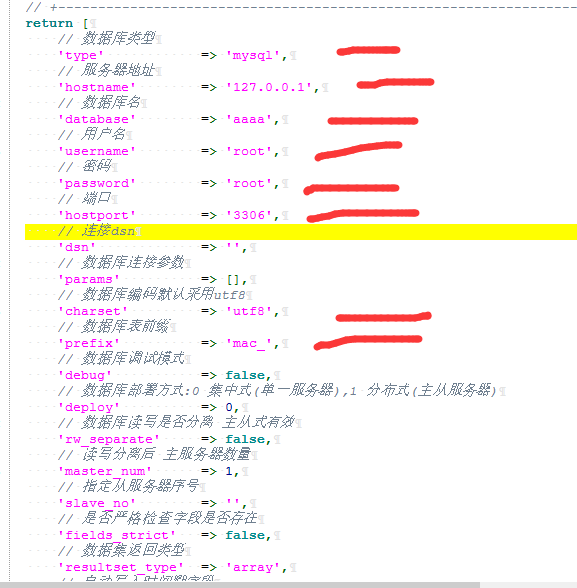 // +----------------------------------------------------------------------
return [
// 数据库类型
'type' => 'mysql',
// 服务器地址
'hostname' => '127.0.0.1',
// 数据库名
'database' => 'aaaa',
// 用户名
'username' => 'root',
// 密码
'password' => 'root',
// 端口
'hostport' => '3306',
// 连接dsn
'dsn' => '',
// 数据库连接参数
'params' => [],
// 数据库编码默认采用utf8
'charset' => 'utf8',
// 数据库表前缀
'prefix' => 'mac_',
// 数据库调试模式
'debug' => false,
// 数据库部署方式:0 集中式(单一服务器),1 分布式(主从服务器)
'deploy' => 0,
// 数据库读写是否分离 主从式有效
'rw_separate' => false,
// 读写分离后 主服务器数量
'master_num' => 1,
// 指定从服务器序号
'slave_no' => '',
// 是否严格检查字段是否存在
'fields_strict' => false,
// 数据集返回类型
'resultset_type' => 'array',
// 自动写入时间戳字段